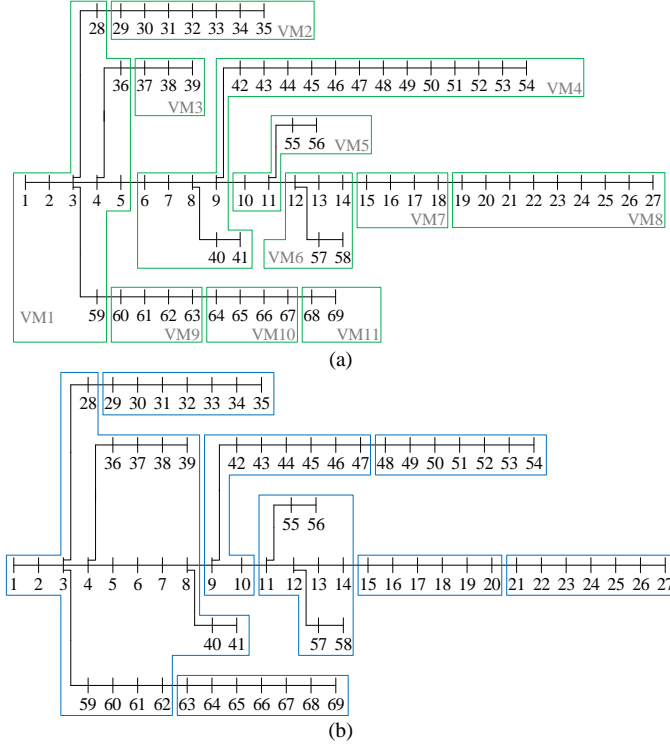 28 29 30 31 32 33 34 35 VM2
36 37 38 39 42 43 44 45 46 47 48 49 50 51 52 53 54
VM3 VM4
55 56 VM5
1 2 3 4 5 6 7 8 9 10 11 12 13 14 15 16 17 18 19 20 21 22 23 24 25 26 27
VM7 VM8
40 41 VM6 57 58
59 60 61 62 63 64 65 66 67 68 69
VM1 VM9 VM10 VM11
(a)
28 29 30 31 32 33 34 35
36 37 38 39 42 43 44 45 46 47 48 49 50 51 52 53 54
55 56
1 2 3 4 5 6 7 8 9 10 11 12 13 14 15 16 17 18 19 20 21 22 23 24 25 26 27
40 41 57 58
59 60 61 62 63 64 65 66 67 68 69
(b)